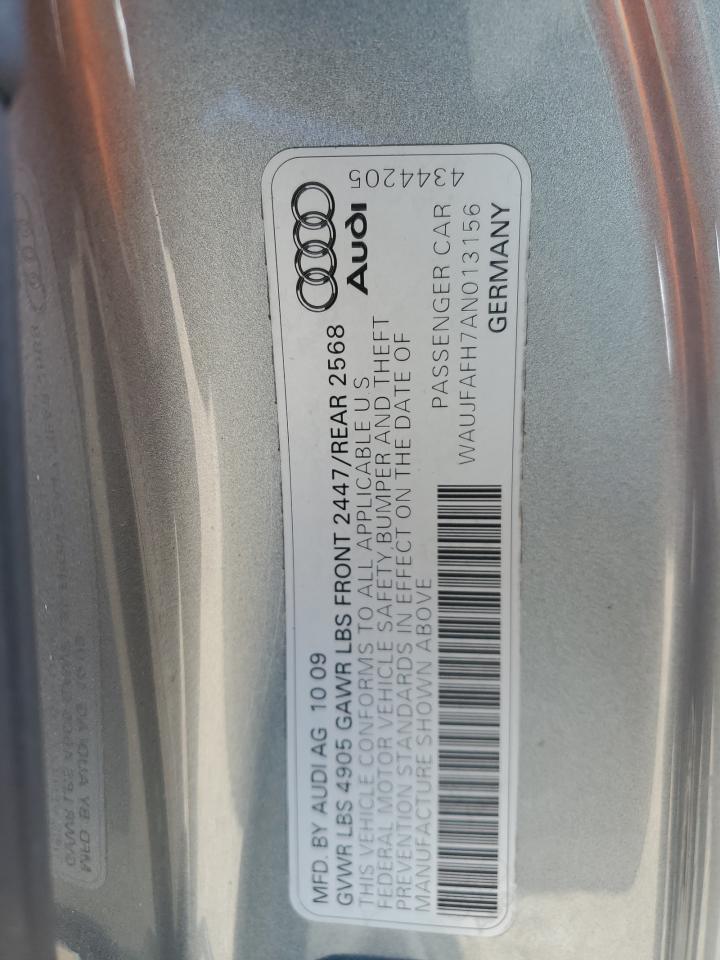 MFD. BY AUDI AG 10 09
GVWR LBS 4905 GAWR LBS FRONT 2447/REAR 2568
THIS VEHICLE CONFORMS TO ALL APPLICABLE U S
FEDERAL MOTOR VEHICLE SAFETY, BUMPER AND THEFT
PREVENTION STANDARDS IN EFFECT ON THE DATE OF
MANUFACTURE SHOWN ABOVE
Audi
4344205
PASSENGER CAR
WAUJFAFH7AN013156
GERMANY